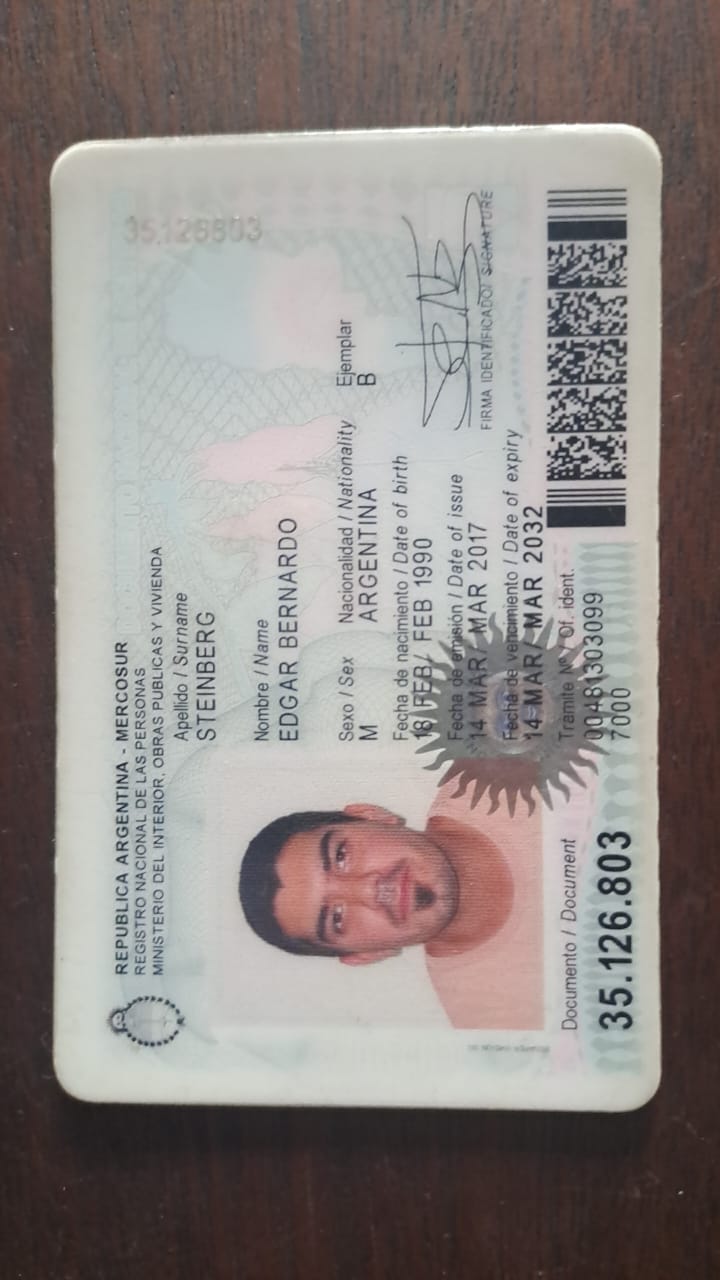 REPUBLICA ARGENTINA - MERCOSUR
REGISTRO NACIONAL DE LAS PERSONAS
MINISTERIO DEL INTERIOR, OBRAS PUBLICAS Y VIVIENDA
35.126803
Apellido / Surname
STEINBERG
Nombre / Name
EDGAR BERNARDO
Sexo / Sex Nacionalidad / Nationality Ejemplar
M ARGENTINA B
Fecha de nacimiento / Date of birth
18 FEB/ FEB 1990
Fecha de emisión / Date of issue
14 MAR/ MAR 2017
Fecha de vencimiento / Date of expiry
14 MAR/ MAR 2032
FIRMA IDENTIFICADO/ SIGNATURE
Tramite Nº / Of. ident.
00481303099
7000
Documento / Document
35.126.803